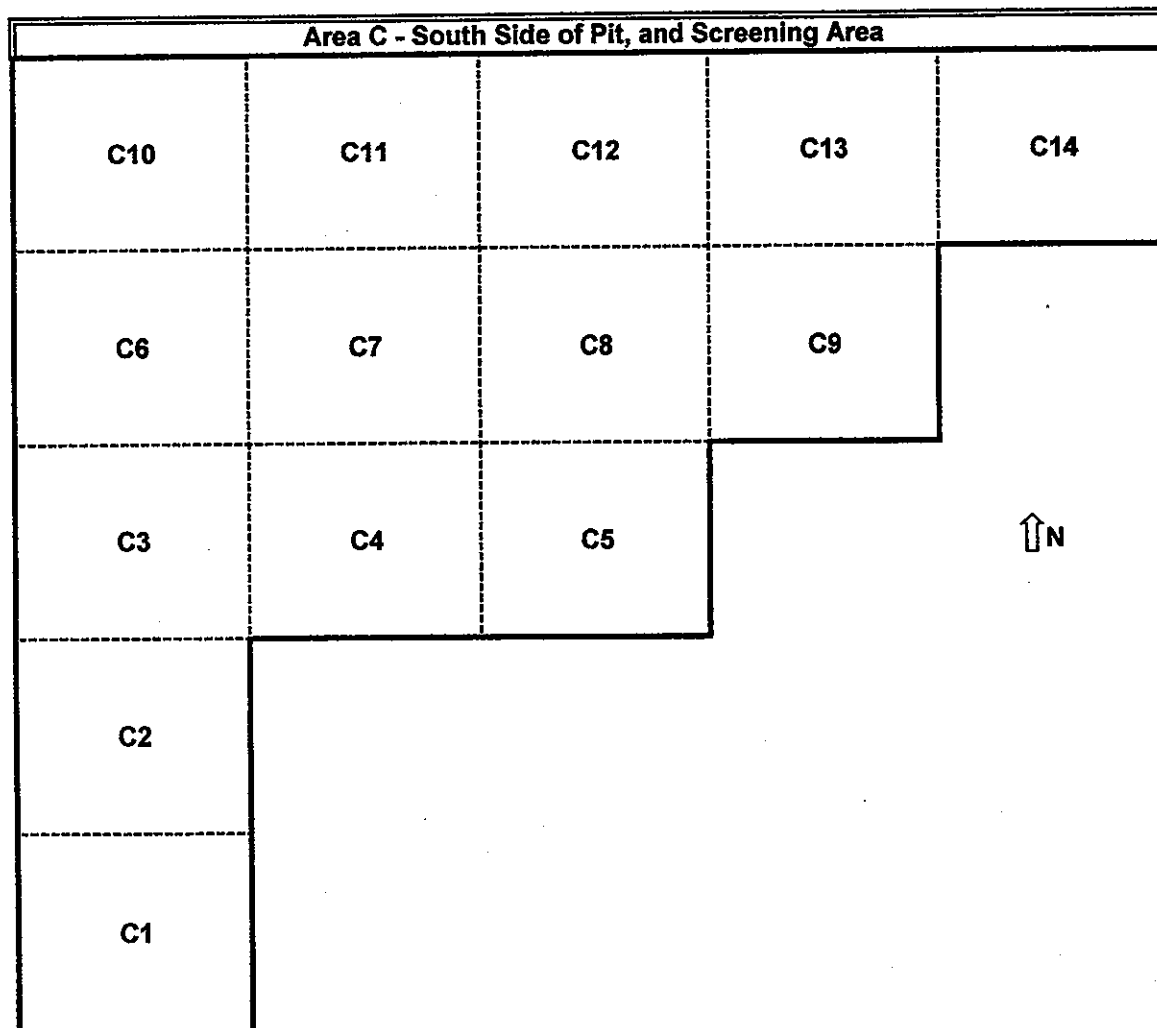 Area C - South Side of Pit, and Screening Area
C10 C11 C12 C13 C14
C6 C7 C8 C9
C3 C4 C5
N
C2
C1